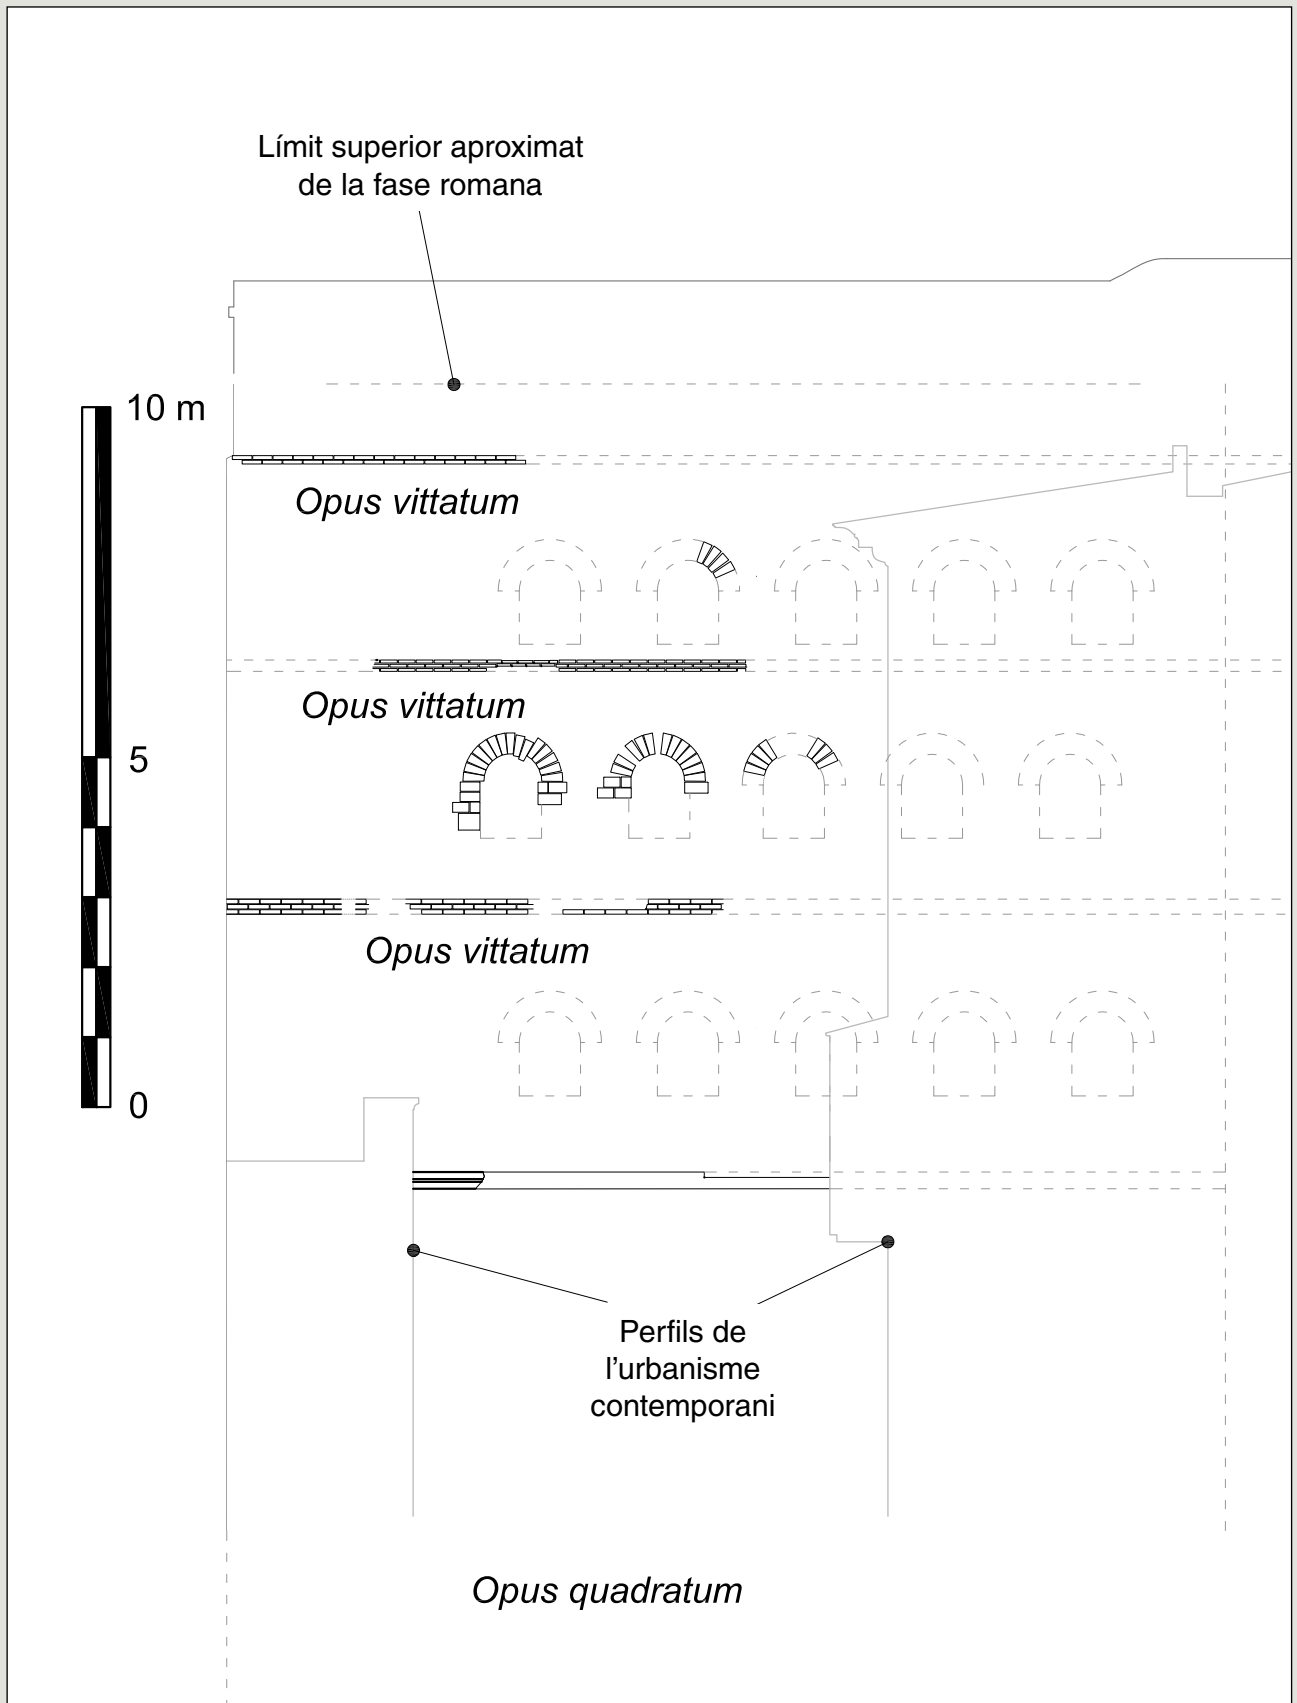 Límit superior aproximat
de la fase romana
10 m
Opus vittatum
Opus vittatum
5
Opus vittatum
0
Perfils de
l'urbanisme
contemporani
Opus quadratum